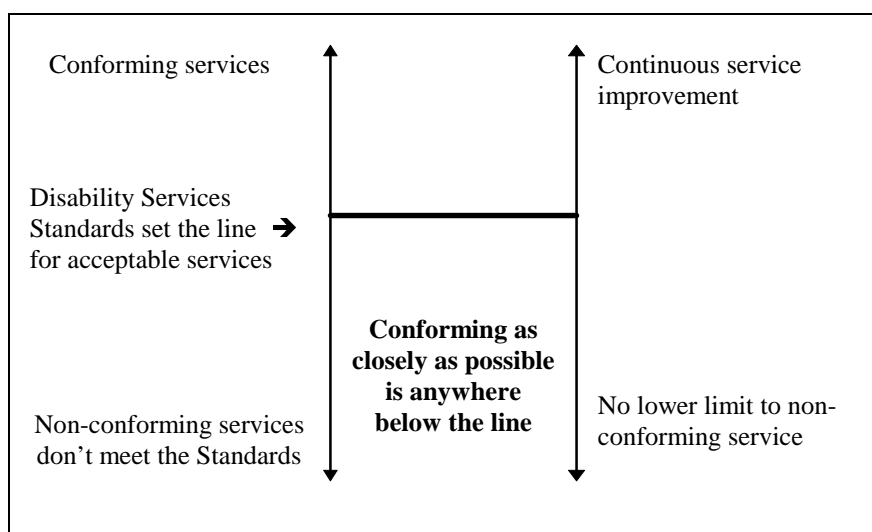 Conforming services
Continuous service
improvement
Disability Services
Standards set the line ➔
for acceptable services
Conforming as
closely as possible
is anywhere
below the line
Non-conforming services
don’t meet the Standards
No lower limit to non-
conforming service